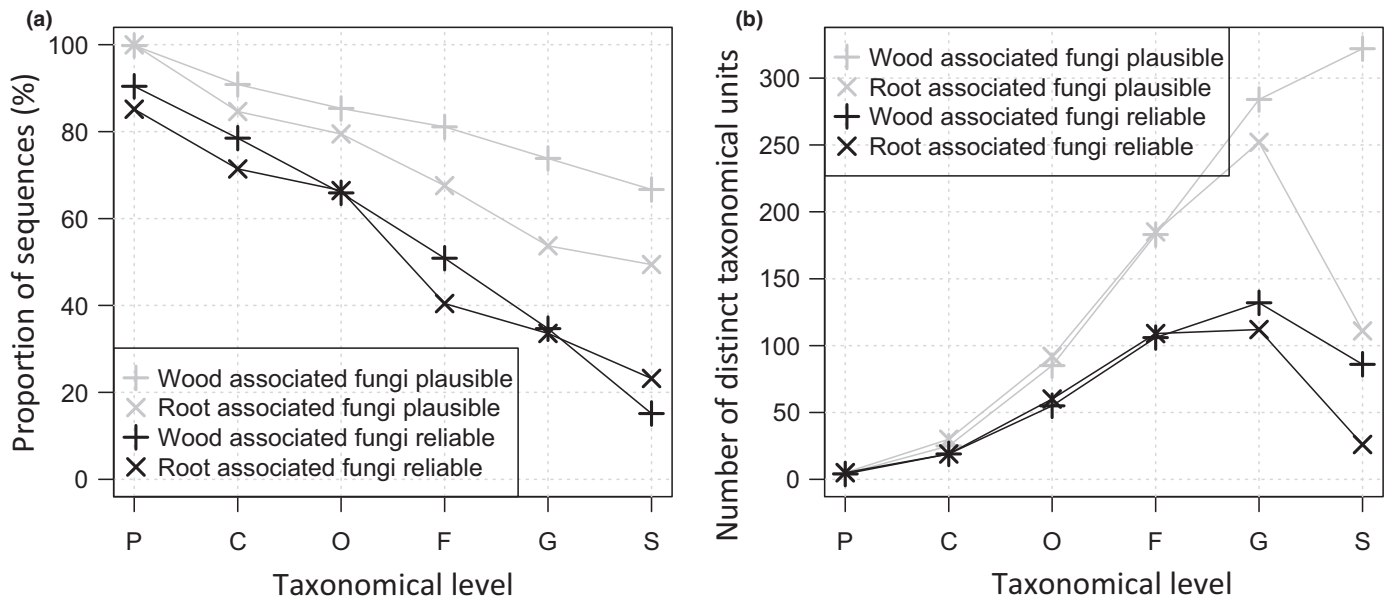 (a)
Proportion of sequences (%)
100
80
60
40
20
0
Wood associated fungi plausible
Root associated fungi plausible
Wood associated fungi reliable
Root associated fungi reliable
P C O F G S
Taxonomical level
(b)
Number of distinct taxonomical units
300
250
200
150
100
50
0
Wood associated fungi plausible
Root associated fungi plausible
Wood associated fungi reliable
Root associated fungi reliable
P C O F G S
Taxonomical level